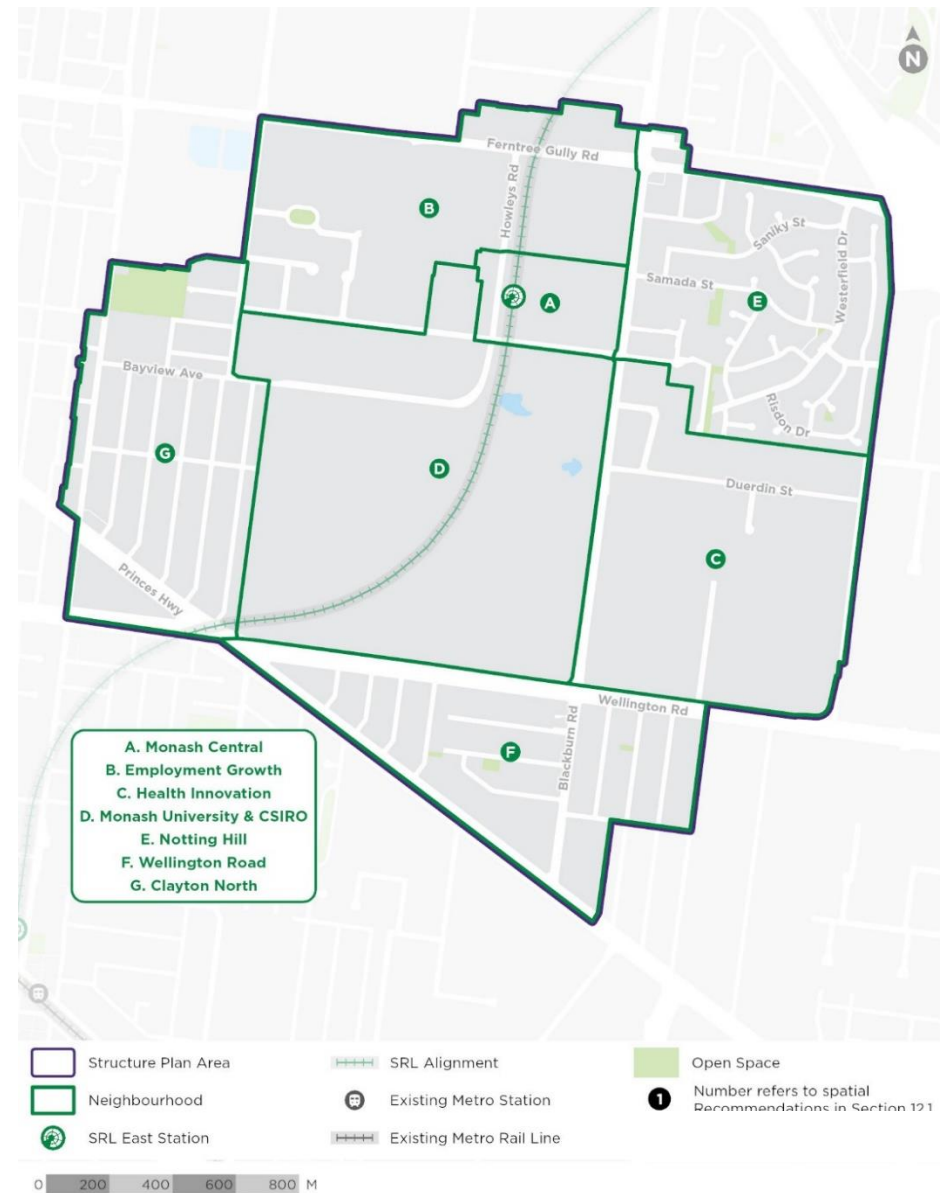 N
Ferntree Gully Rd
Howleys Rd
B
Saniky St
Westerfield Dr
Samada St
A
E
Bayview Ave
Risdon Dr
G
D
Duerdin St
C
Princes Hwy
Wellington Rd
Blackburn Rd
F
A. Monash Central
B. Employment Growth
C. Health Innovation
D. Monash University & CSIRO
E. Notting Hill
F. Wellington Road
G. Clayton North
Structure Plan Area
SRL Alignment
Open Space
Neighbourhood
Existing Metro Station
1
Number refers to spatial
Recommendations in Section 12.1
SRL East Station
Existing Metro Rail Line
0 200 400 600 800 M